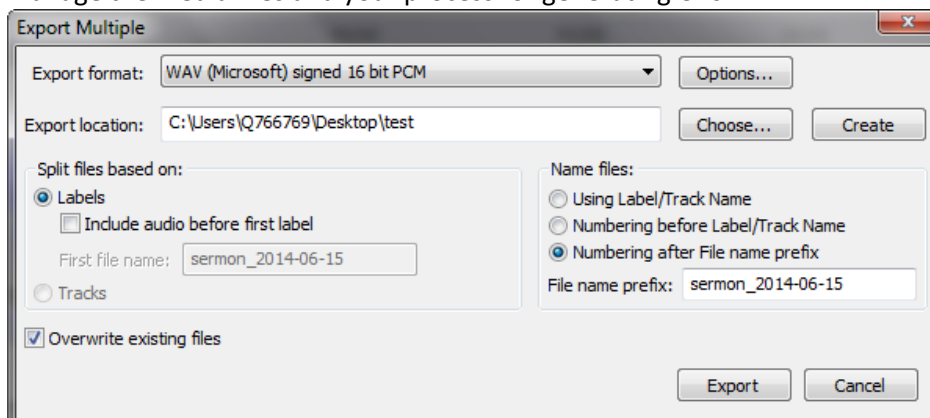 Export Multiple
Export format: WAV (Microsoft) signed 16 bit PCM Options...
Export location: C:\Users\Q766769\Desktop\test Choose... Create
Split files based on:
Labels
Include audio before first label
First file name: sermon_2014-06-15
Tracks
Name files:
Using Label/Track Name
Numbering before Label/Track Name
Numbering after File name prefix
File name prefix: sermon_2014-06-15
Overwrite existing files
Export Cancel